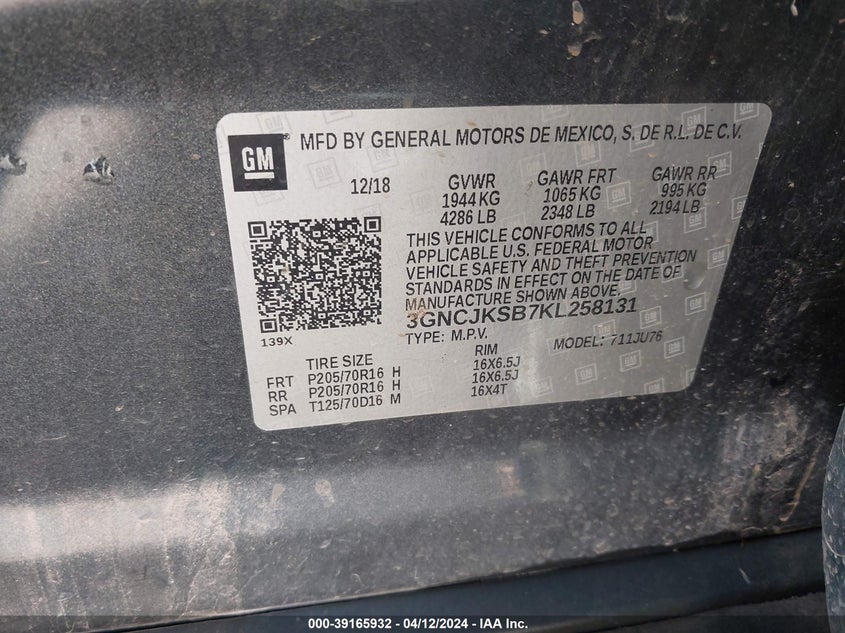 GM
MFD BY GENERAL MOTORS DE MEXICO, S. DE R.L. DE C.V.
12/18 GVWR GAWR FRT GAWR RR
1944 KG 1065 KG 995 KG
4286 LB 2348 LB 2194 LB
THIS VEHICLE CONFORMS TO ALL
APPLICABLE U.S. FEDERAL MOTOR
VEHICLE SAFETY AND THEFT PREVENTION
STANDARDS IN EFFECT ON THE DATE OF
MANUFACTURE SHOWN ABOVE.
3GNCJKSB7KL258131
139X
TYPE: M.P.V. MODEL: 711JU76
TIRE SIZE RIM
FRT P205/70R16 H 16X6.5J
RR P205/70R16 H 16X6.5J
SPA T125/70D16 M 16X4T
000-39165932 - 04/12/2024 - IAA Inc.